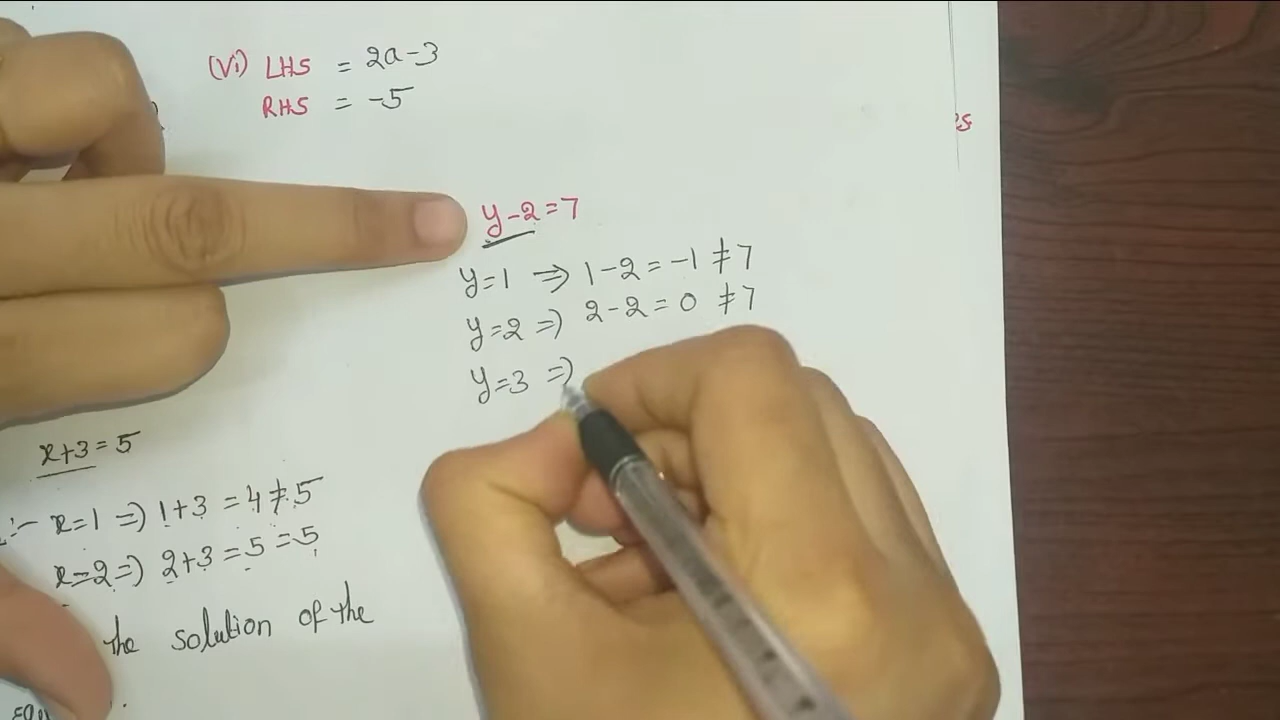 (Vi) LHS = 2a-3
RHS = -5
y-2=7
y=1 => 1-2 = -1 ≠7
y=2 => 2-2 = 0 ≠7
y=3 =>
x+3=5
:- x=1 => 1+3 = 4≠5
x=2=> 2+3=5=5
the solution of the